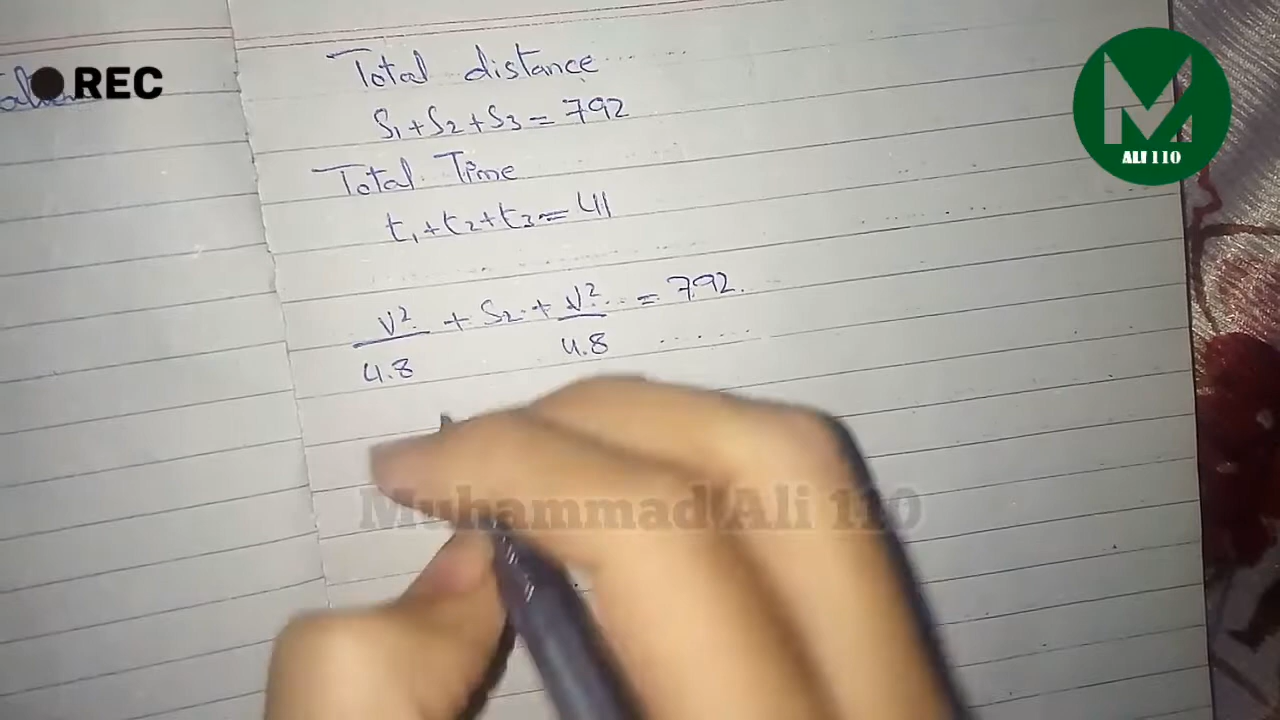 REC
Total distance
S₁+S₂+S₃=792
Total Time
t₁+t₂+t₃=41
V²/4.8 + S₂ + V²/4.8 = 792
M
ALI 110
Muhammad Ali 110